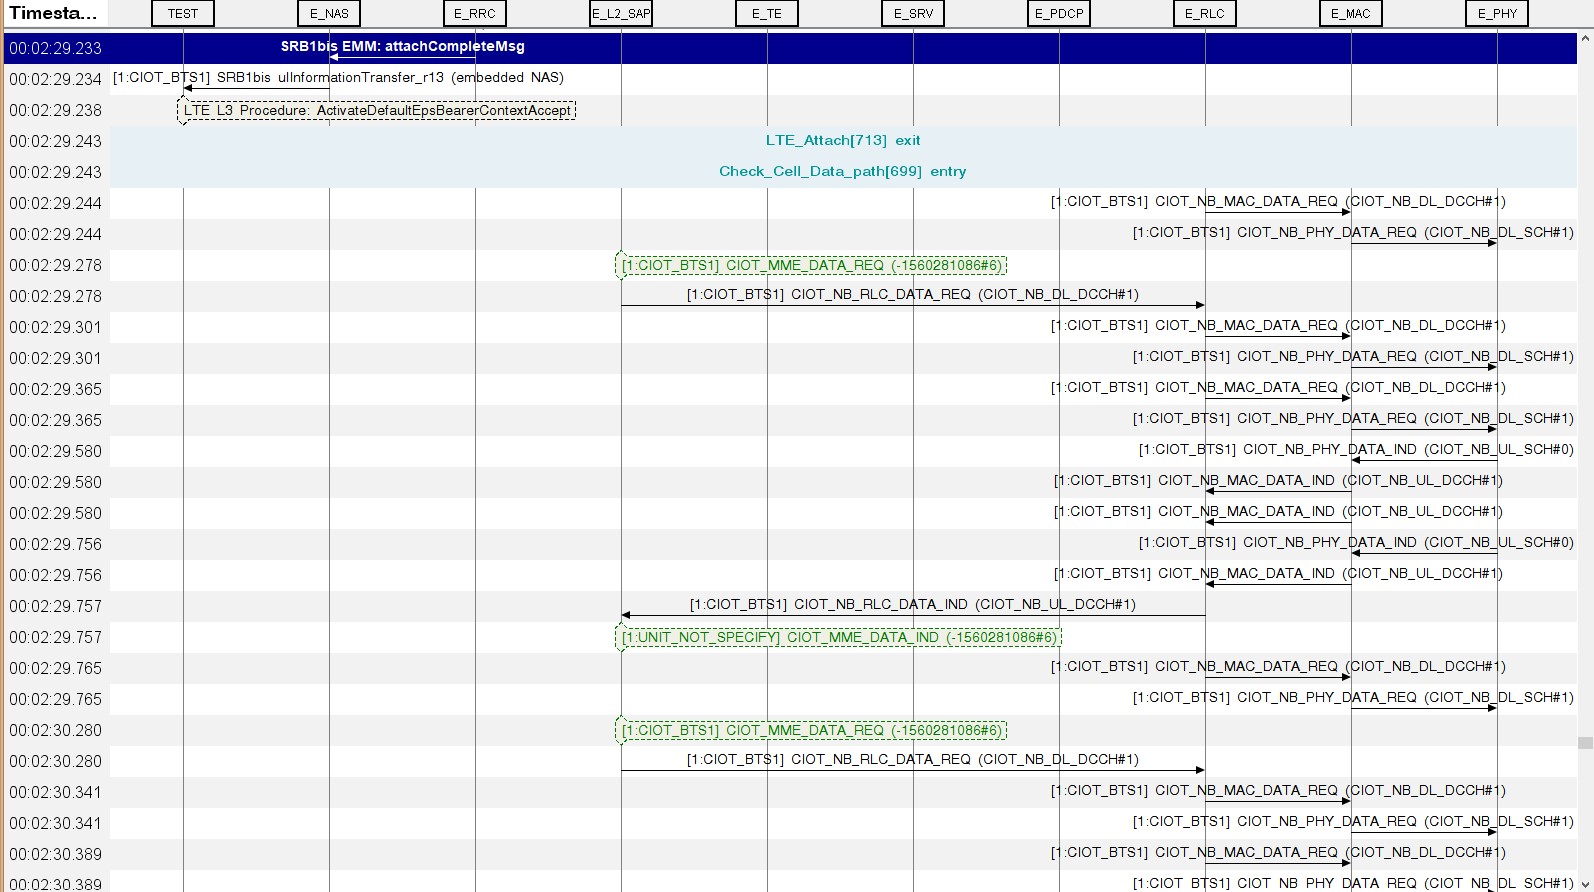 Timesta... TEST E_NAS E_RRC E_L2_SAP E_TE E_SRV E_PDCP E_RLC E_MAC E_PHY
00:02:29.233 SRB1bis EMM: attachCompleteMsg
00:02:29.234 [1:CIOT_BTS1] SRB1bis ulInformationTransfer_r13 (embedded NAS)
00:02:29.238 LTE L3 Procedure: ActivateDefaultEpsBearerContextAccept
00:02:29.243 LTE_Attach[713] exit
00:02:29.243 Check_Cell_Data_path[699] entry
00:02:29.244 [1:CIOT_BTS1] CIOT_NB_MAC_DATA_REQ (CIOT_NB_DL_DCCH#1)
00:02:29.244 [1:CIOT_BTS1] CIOT_NB_PHY_DATA_REQ (CIOT_NB_DL_SCH#1)
00:02:29.278 [1:CIOT_BTS1] CIOT_MME_DATA_REQ (-1560281086#6)
00:02:29.278 [1:CIOT_BTS1] CIOT_NB_RLC_DATA_REQ (CIOT_NB_DL_DCCH#1)
00:02:29.301 [1:CIOT_BTS1] CIOT_NB_MAC_DATA_REQ (CIOT_NB_DL_DCCH#1)
00:02:29.301 [1:CIOT_BTS1] CIOT_NB_PHY_DATA_REQ (CIOT_NB_DL_SCH#1)
00:02:29.365 [1:CIOT_BTS1] CIOT_NB_MAC_DATA_REQ (CIOT_NB_DL_DCCH#1)
00:02:29.365 [1:CIOT_BTS1] CIOT_NB_PHY_DATA_REQ (CIOT_NB_DL_SCH#1)
00:02:29.580 [1:CIOT_BTS1] CIOT_NB_PHY_DATA_IND (CIOT_NB_UL_SCH#0)
00:02:29.580 [1:CIOT_BTS1] CIOT_NB_MAC_DATA_IND (CIOT_NB_UL_DCCH#1)
00:02:29.580 [1:CIOT_BTS1] CIOT_NB_MAC_DATA_IND (CIOT_NB_UL_DCCH#1)
00:02:29.756 [1:CIOT_BTS1] CIOT_NB_PHY_DATA_IND (CIOT_NB_UL_SCH#0)
00:02:29.756 [1:CIOT_BTS1] CIOT_NB_MAC_DATA_IND (CIOT_NB_UL_DCCH#1)
00:02:29.757 [1:CIOT_BTS1] CIOT_NB_RLC_DATA_IND (CIOT_NB_UL_DCCH#1)
00:02:29.757 [1:UNIT_NOT_SPECIFY] CIOT_MME_DATA_IND (-1560281086#6)
00:02:29.765 [1:CIOT_BTS1] CIOT_NB_MAC_DATA_REQ (CIOT_NB_DL_DCCH#1)
00:02:29.765 [1:CIOT_BTS1] CIOT_NB_PHY_DATA_REQ (CIOT_NB_DL_SCH#1)
00:02:30.280 [1:CIOT_BTS1] CIOT_MME_DATA_REQ (-1560281086#6)
00:02:30.280 [1:CIOT_BTS1] CIOT_NB_RLC_DATA_REQ (CIOT_NB_DL_DCCH#1)
00:02:30.341 [1:CIOT_BTS1] CIOT_NB_MAC_DATA_REQ (CIOT_NB_DL_DCCH#1)
00:02:30.341 [1:CIOT_BTS1] CIOT_NB_PHY_DATA_REQ (CIOT_NB_DL_SCH#1)
00:02:30.389 [1:CIOT_BTS1] CIOT_NB_MAC_DATA_REQ (CIOT_NB_DL_DCCH#1)
00:02:30.389 [1:CIOT_BTS1] CIOT_NB_PHY_DATA_REQ (CIOT_NB_DL_SCH#1)